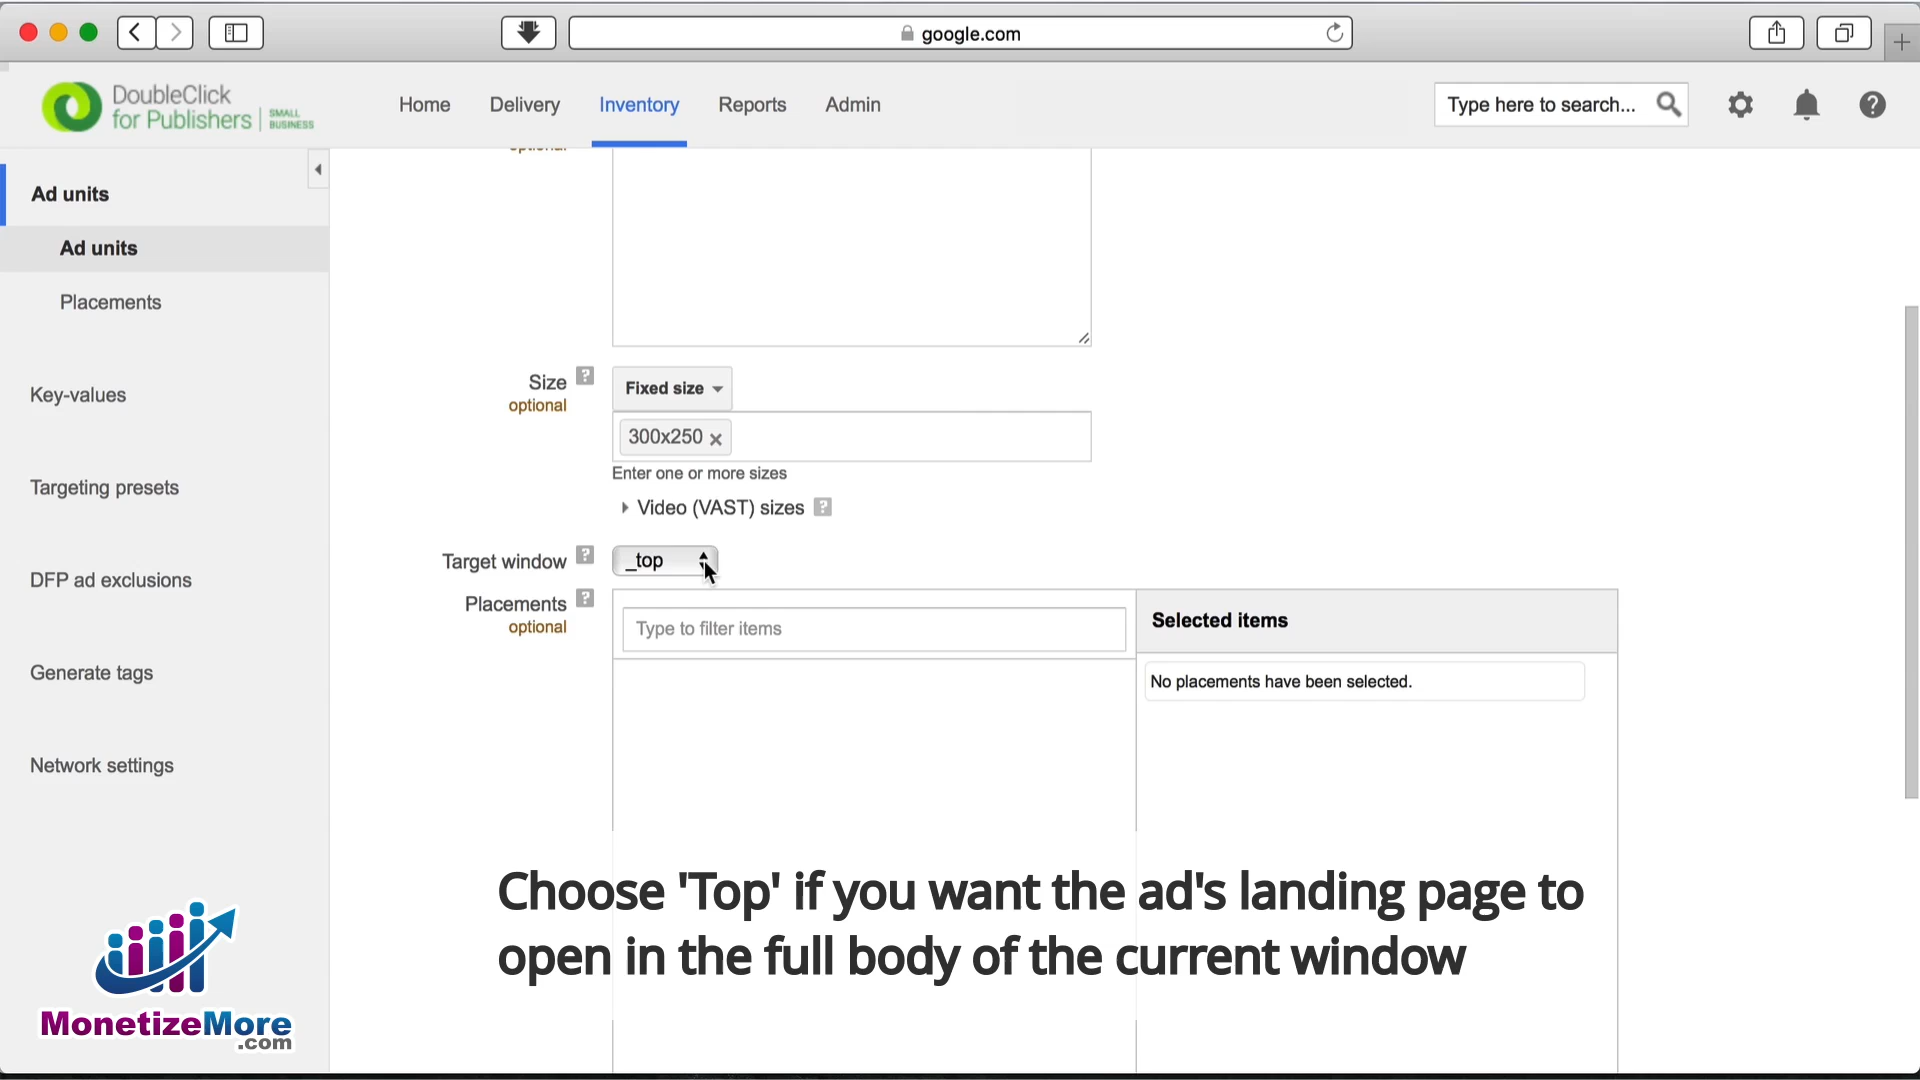 google.com
DoubleClick
for Publishers
SMALL
BUSINESS
Home
Delivery
Inventory
Reports
Admin
Type here to search...
optional
Ad units
Ad units
Placements
Key-values
Targeting presets
DFP ad exclusions
Generate tags
Network settings
Size ?
optional
Fixed size
300x250 ×
Enter one or more sizes
Video (VAST) sizes ?
Target window ?
_top
Placements ?
optional
Type to filter items
Selected items
No placements have been selected.
Choose 'Top' if you want the ad's landing page to
open in the full body of the current window
MonetizeMore
.com